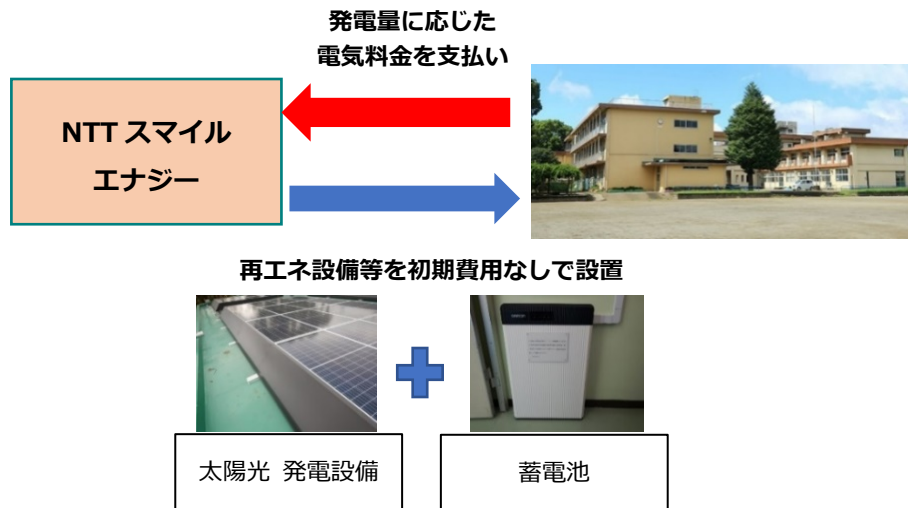 発電量に応じた
電気料金を支払い
NTT スマイル
エナジー
再エネ設備等を初期費用なしで設置
太陽光 発電設備
蓄電池